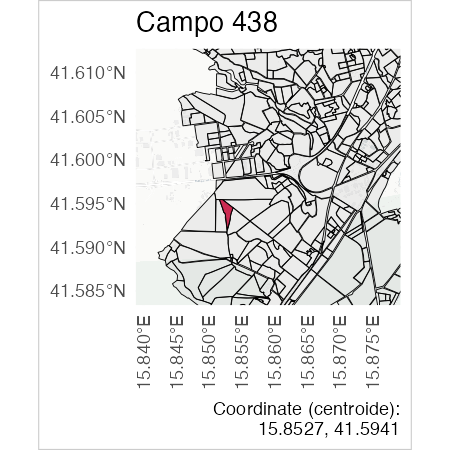 Campo 438
41.610°N
41.605°N
41.600°N
41.595°N
41.590°N
41.585°N
15.840°E
15.845°E
15.850°E
15.855°E
15.860°E
15.865°E
15.870°E
15.875°E
Coordinate (centroide):
15.8527, 41.5941